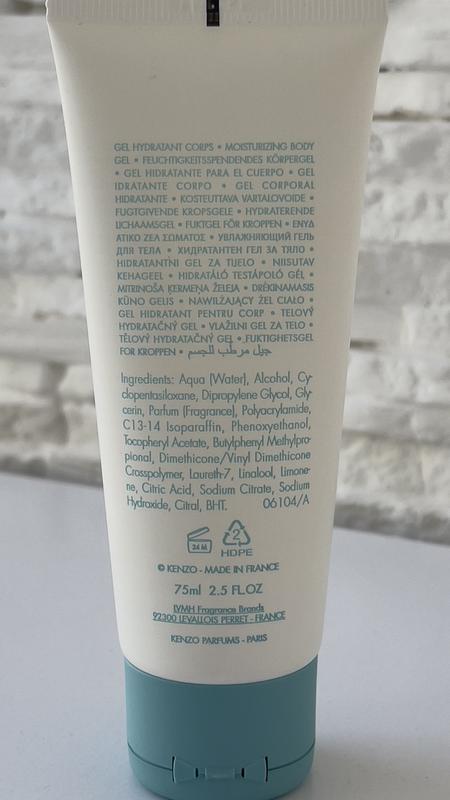 GEL HYDRATANT CORPS • MOISTURIZING BODY
GEL • FEUCHTIGKEITSSPENDENDES KÖRPERGEL
• GEL HIDRATANTE PARA EL CUERPO • GEL
IDRATANTE CORPO • GEL CORPORAL
HIDRATANTE • KOSTEUTTAVA VARTALOVOIDE •
FUGTGIVENDE KROPSGELE • HYDRATERENDE
LICHAAMSGEL • FUKTGEL FÖR KROPPEN • ΕΝΥΔ
ΑΤΙΚΟ ΖΕΛ ΣΩΜΑΤΟΣ • УВЛАЖНЯЮЩИЙ ГЕЛЬ
ДЛЯ ТЕЛА • ХИДРАТАНТЕН ГЕЛ ЗА ТЯЛО •
HIDRATANTNI GEL ZA TIJELO • NIISUTAV
KEHAGEEL • HIDRATÁLÓ TESTÁPOLÓ GÉL •
MITRINOŠA ĶERMEŅA ŽELEJA • DRĖKINAMASIS
KŪNO GELIS • NAWILŻAJĄCY ŻEL CIAŁO •
GEL HIDRATANT PENTRU CORP • TELOVÝ
HYDRATAČNÝ GEL • VLAŽILNI GEL ZA TELO •
TĚLOVÝ HYDRATAČNÝ GEL • FUKTIGHETSGEL
FOR KROPPEN • جيل مرطب للجسم
Ingredients: Aqua (Water), Alcohol, Cy-
clopentasiloxane, Dipropylene Glycol, Gly-
cerin, Parfum (Fragrance), Polyacrylamide,
C13-14 Isoparaffin, Phenoxyethanol,
Tocopheryl Acetate, Butylphenyl Methylpro-
pional, Dimethicone/Vinyl Dimethicone
Crosspolymer, Laureth-7, Linalool, Limone-
ne, Citric Acid, Sodium Citrate, Sodium
Hydroxide, Citral, BHT. 06104/A
24 M
2
HDPE
© KENZO - MADE IN FRANCE
75ml 2.5 FL.OZ
LVMH Fragrance Brands
92300 LEVALLOIS PERRET - FRANCE
KENZO PARFUMS - PARIS